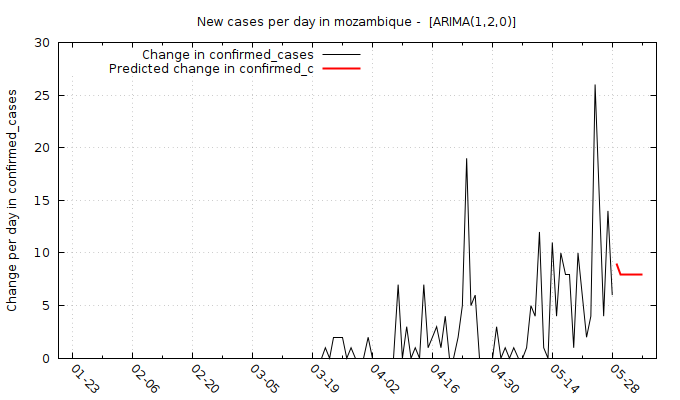 New cases per day in mozambique -  [ARIMA(1,2,0)]
Change in confirmed_cases
Predicted change in confirmed_c
Change per day in confirmed_cases
30
25
20
15
10
5
0
01-23 02-06 02-20 03-05 03-19 04-02 04-16 04-30 05-14 05-28